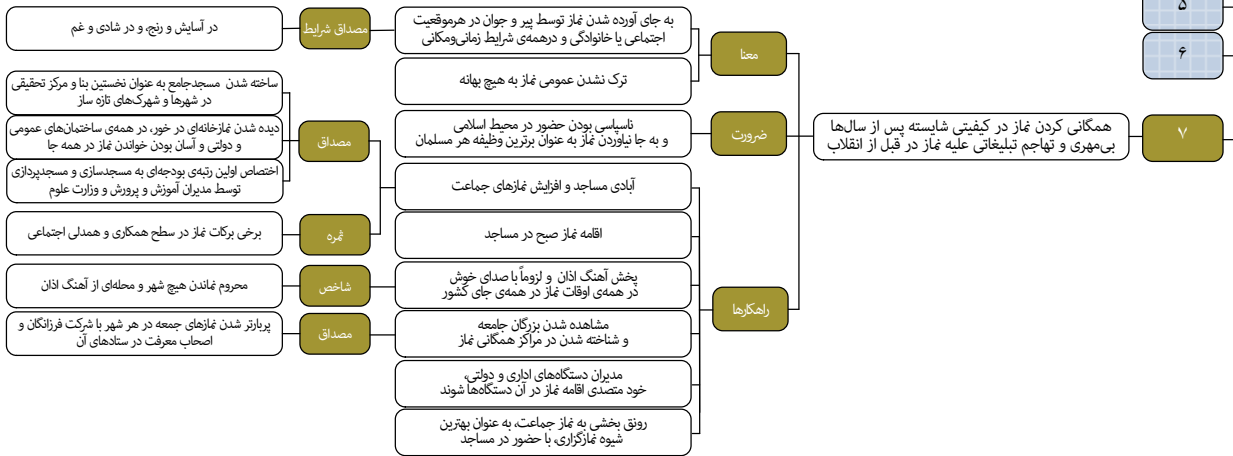 ۵
۶
۷
همگانی کردن نماز در کیفیتی شایسته پس از سال‌ها
بی‌مهری و تهاجم تبلیغاتی علیه نماز در قبل از انقلاب
معنا
به جای آورده شدن نماز توسط پیر و جوان در هرموقعیت
اجتماعی یا خانوادگی و درهمه‌ی شرایط زمانی‌ومکانی
مصداق شرایط
در آسایش و رنج، و در شادی و غم
ترک نشدن عمومی نماز به هیچ بهانه
ضرورت
ناسپاسی بودن حضور در محیط اسلامی
و به جا نیاوردن نماز به عنوان برترین وظیفه هر مسلمان
راهکارها
آبادی مساجد و افزایش نمازهای جماعت
مصداق
ساخته شدن مسجدجامع به عنوان نخستین بنا و مرکز تحقیقی
در شهرها و شهرک‌های تازه ساز
دیده شدن نمازخانه‌ای در خور، در همه‌ی ساختمان‌های عمومی
و دولتی و آسان بودن خواندن نماز در همه جا
اختصاص اولین رتبه‌ی بودجه‌ای به مسجدسازی و مسجدپردازی
توسط مدیران آموزش و پرورش و وزارت علوم
ثمره
برخی برکات نماز در سطح همکاری و همدلی اجتماعی
اقامه نماز صبح در مساجد
پخش آهنگ اذان و لزوماً با صدای خوش
در همه‌ی اوقات نماز در همه‌ی جای کشور
شاخص
محروم نماندن هیچ شهر و محله‌ای از آهنگ اذان
مشاهده شدن بزرگان جامعه
و شناخته شدن در مراکز همگانی نماز
مصداق
پربارتر شدن نمازهای جمعه در هر شهر با شرکت فرزانگان و
اصحاب معرفت در ستادهای آن
مدیران دستگاه‌های اداری و دولتی،
خود متصدی اقامه نماز در آن دستگاه‌ها شوند
رونق بخشی به نماز جماعت، به عنوان بهترین
شیوه نمازگزاری، با حضور در مساجد